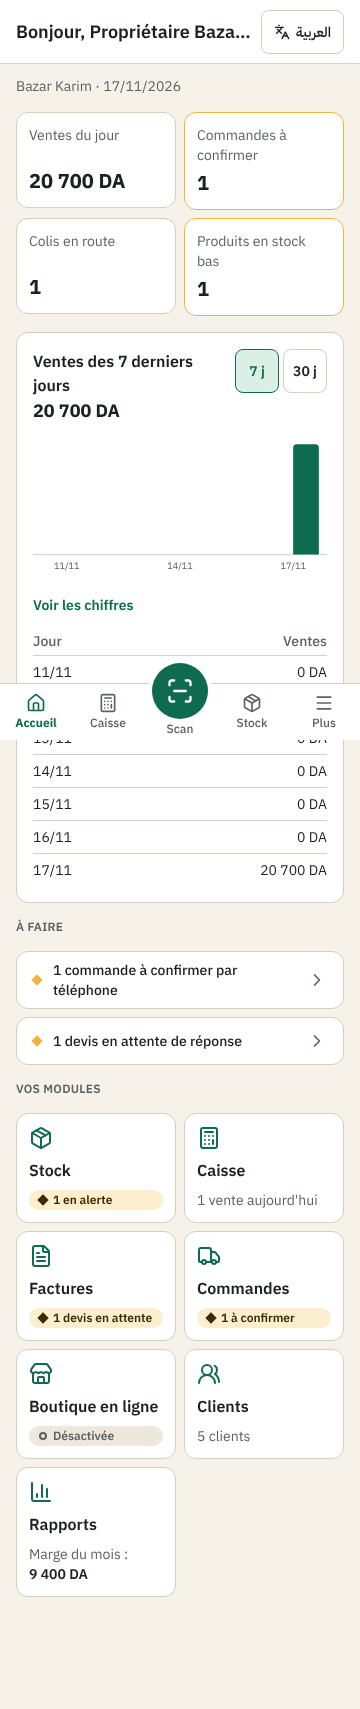 Bonjour, Propriétaire Baza...
العربية
Bazar Karim · 17/11/2026
Ventes du jour
20 700 DA
Commandes à
confirmer
1
Colis en route
1
Produits en stock
bas
1
Ventes des 7 derniers
jours
20 700 DA
7 j
30 j
11/11
14/11
17/11
Voir les chiffres
Jour
Ventes
11/11
0 DA
Accueil
Caisse
Scan
Stock
Plus
14/11
0 DA
15/11
0 DA
16/11
0 DA
17/11
20 700 DA
À FAIRE
1 commande à confirmer par
téléphone
1 devis en attente de réponse
VOS MODULES
Stock
1 en alerte
Caisse
1 vente aujourd'hui
Factures
1 devis en attente
Commandes
1 à confirmer
Boutique en ligne
Désactivée
Clients
5 clients
Rapports
Marge du mois :
9 400 DA